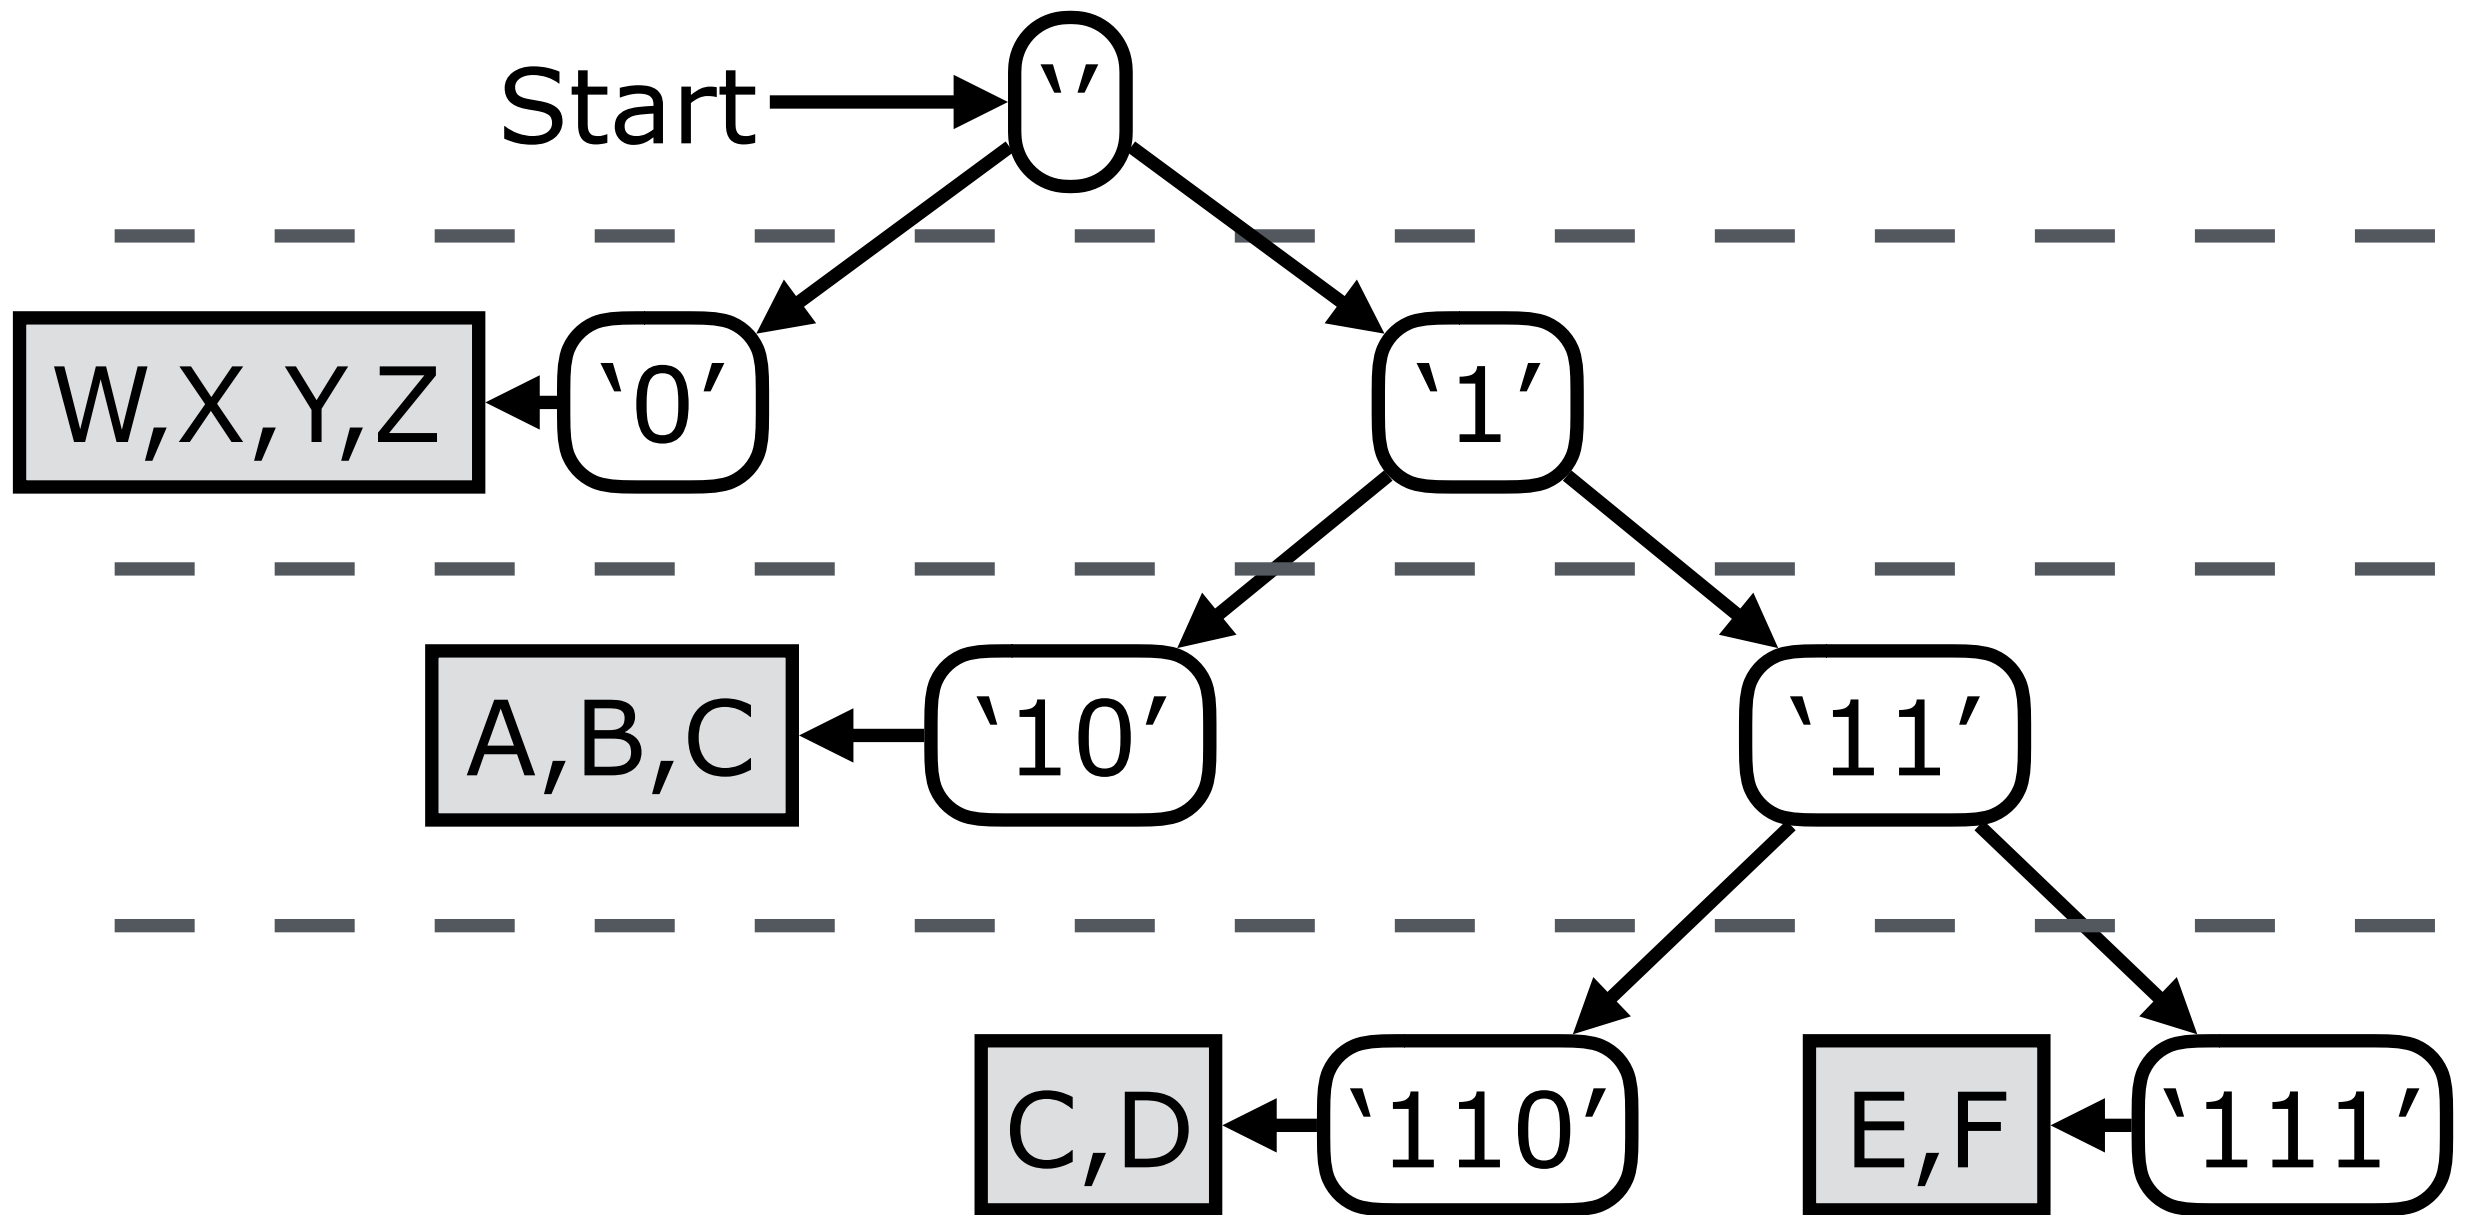 Start
‘’
W,X,Y,Z
‘0’
‘1’
A,B,C
‘10’
‘11’
C,D
‘110’
E,F
‘111’